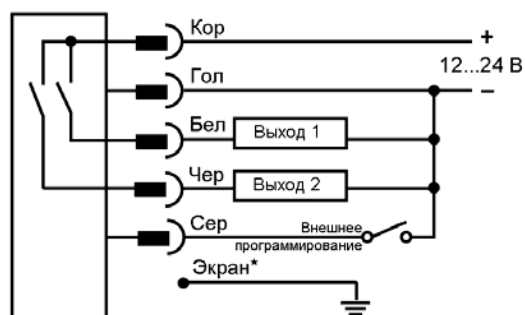 Кор
+
12...24 В
Гол
–
Бел
Выход 1
Чер
Выход 2
Сер
Внешнее
программирование
Экран*